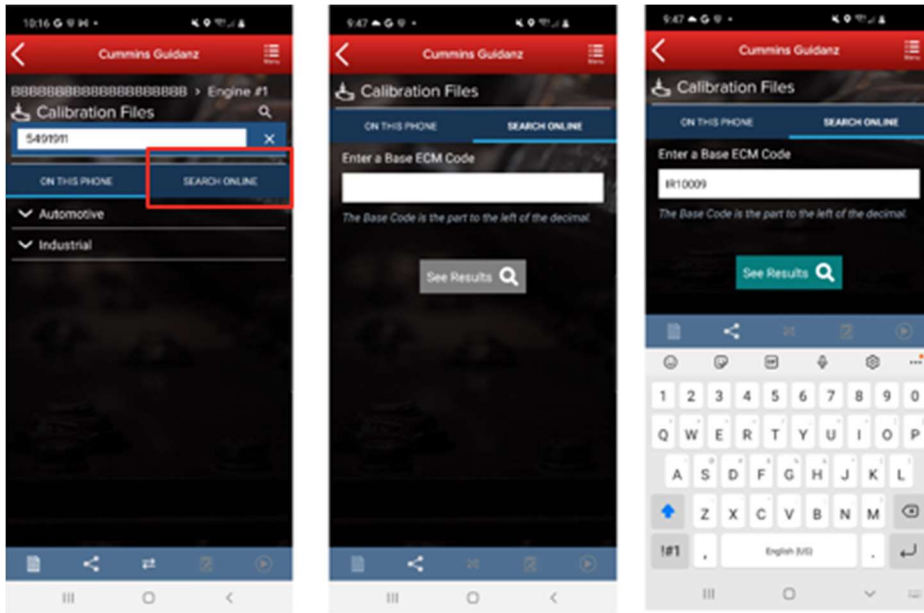 10:16 G
Cummins Guidanz
Menu
88888888888888888888 > Engine #1
Calibration Files
5491911
ON THIS PHONE SEARCH ONLINE
Automotive
Industrial
9:47 G
Cummins Guidanz
Menu
Calibration Files
ON THIS PHONE SEARCH ONLINE
Enter a Base ECM Code
The Base Code is the part to the left of the decimal.
See Results
9:47 G
Cummins Guidanz
Menu
Calibration Files
ON THIS PHONE SEARCH ONLINE
Enter a Base ECM Code
IR10009
The Base Code is the part to the left of the decimal.
See Results
GIF
1 2 3 4 5 6 7 8 9 0
Q W E R T Y U I O P
A S D F G H J K L
Z X C V B N M
!#1 , English (US) .